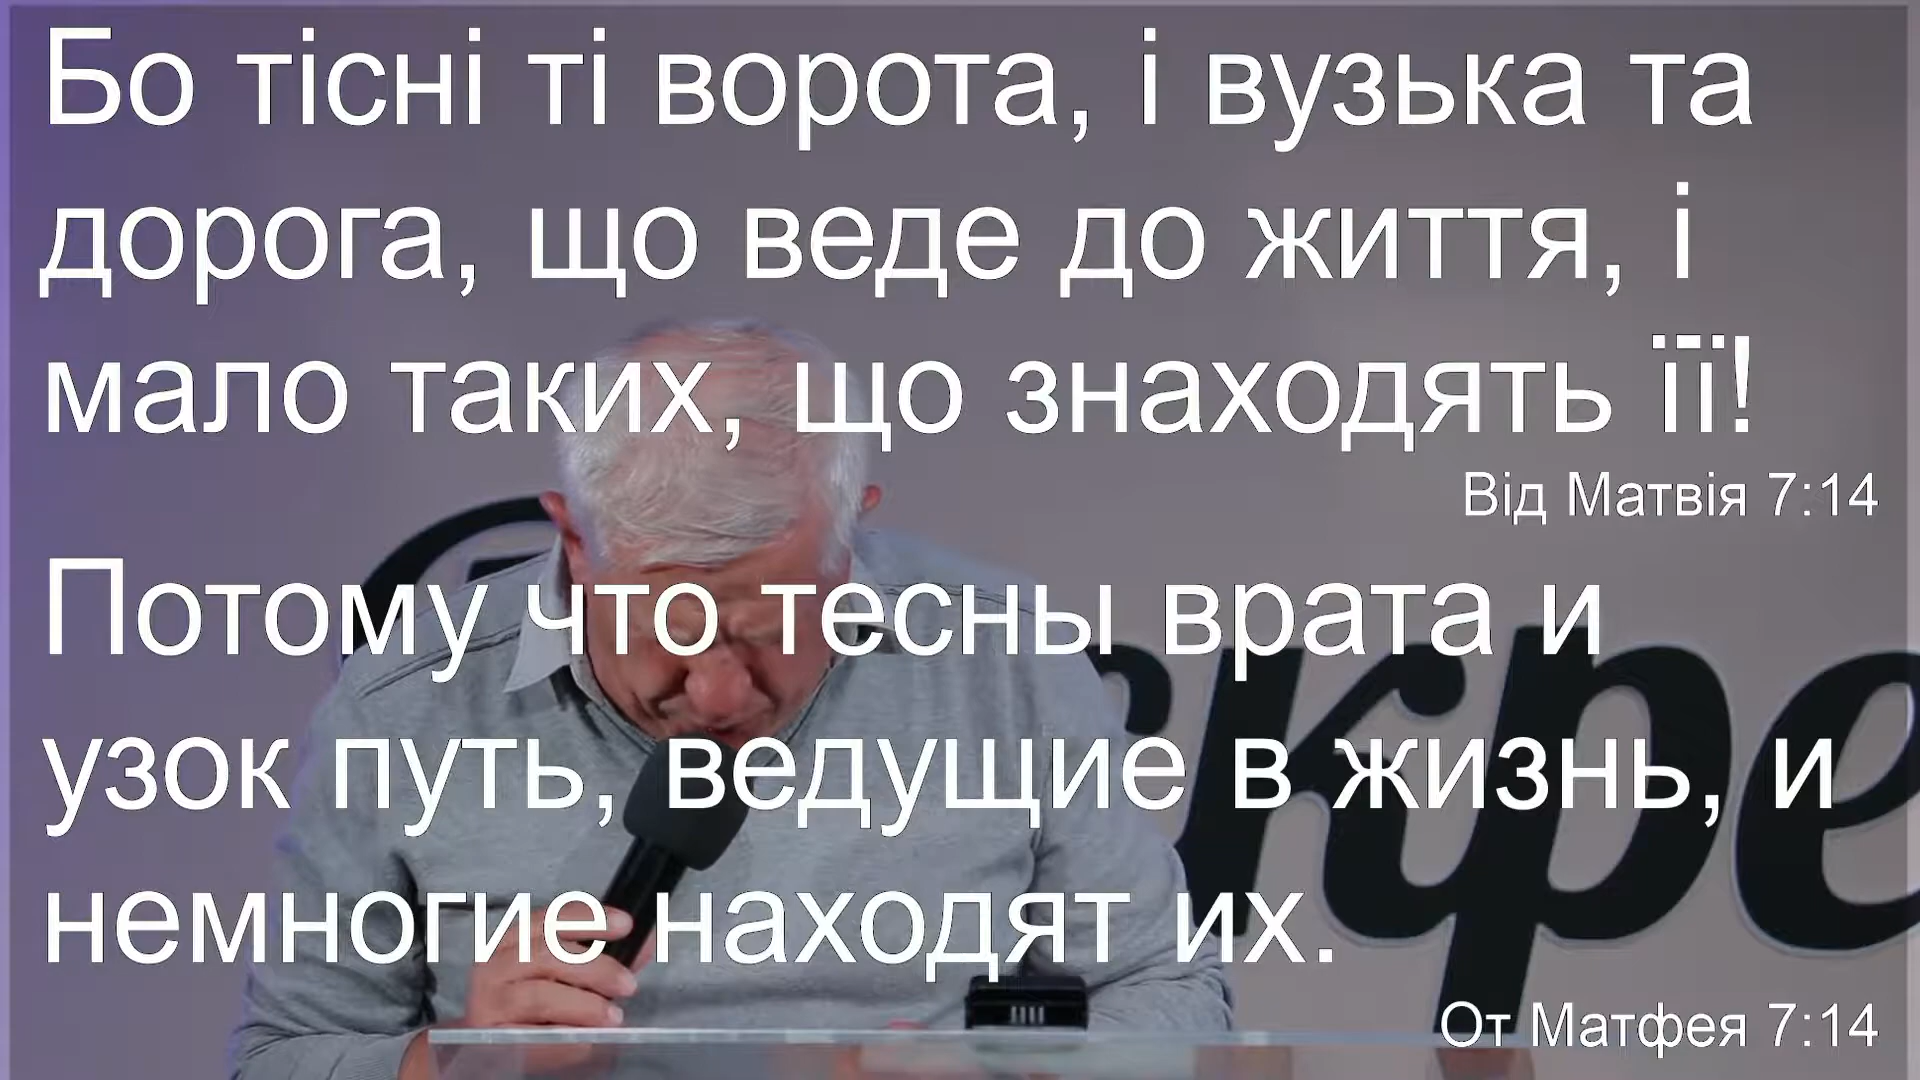 Бо тісні ті ворота, і вузька та
дорога, що веде до життя, і
мало таких, що знаходять її!
Від Матвія 7:14
Потому что тесны врата и
узок путь, ведущие в жизнь, и
немногие находят их.
От Матфея 7:14